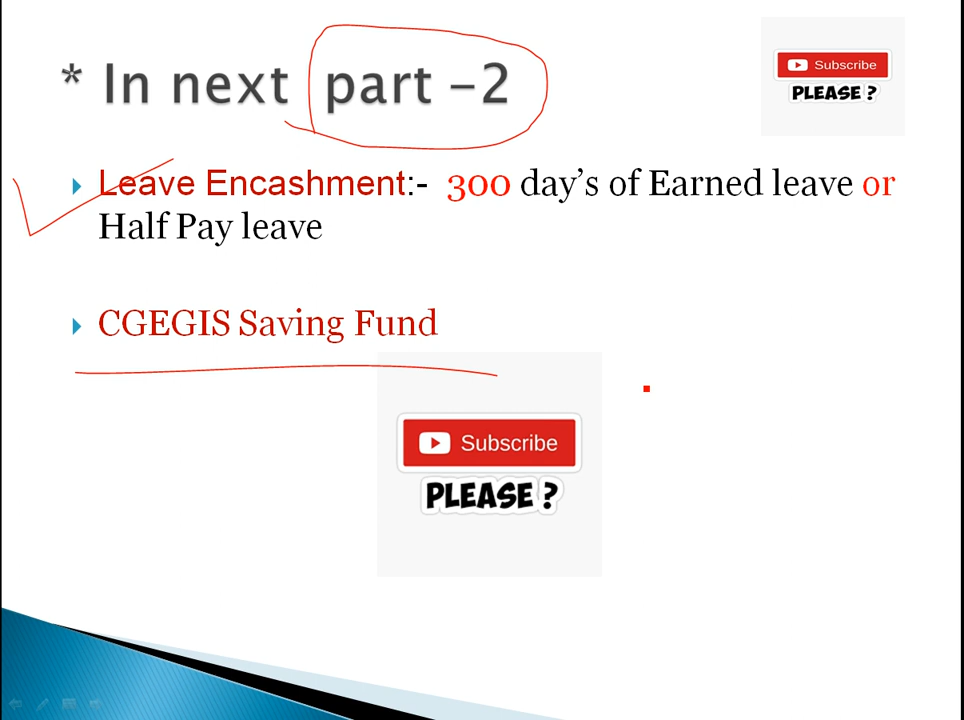 * In next part -2
Subscribe
PLEASE ?
Leave Encashment:- 300 day's of Earned leave or
Half Pay leave
CGEGIS Saving Fund
Subscribe
PLEASE ?